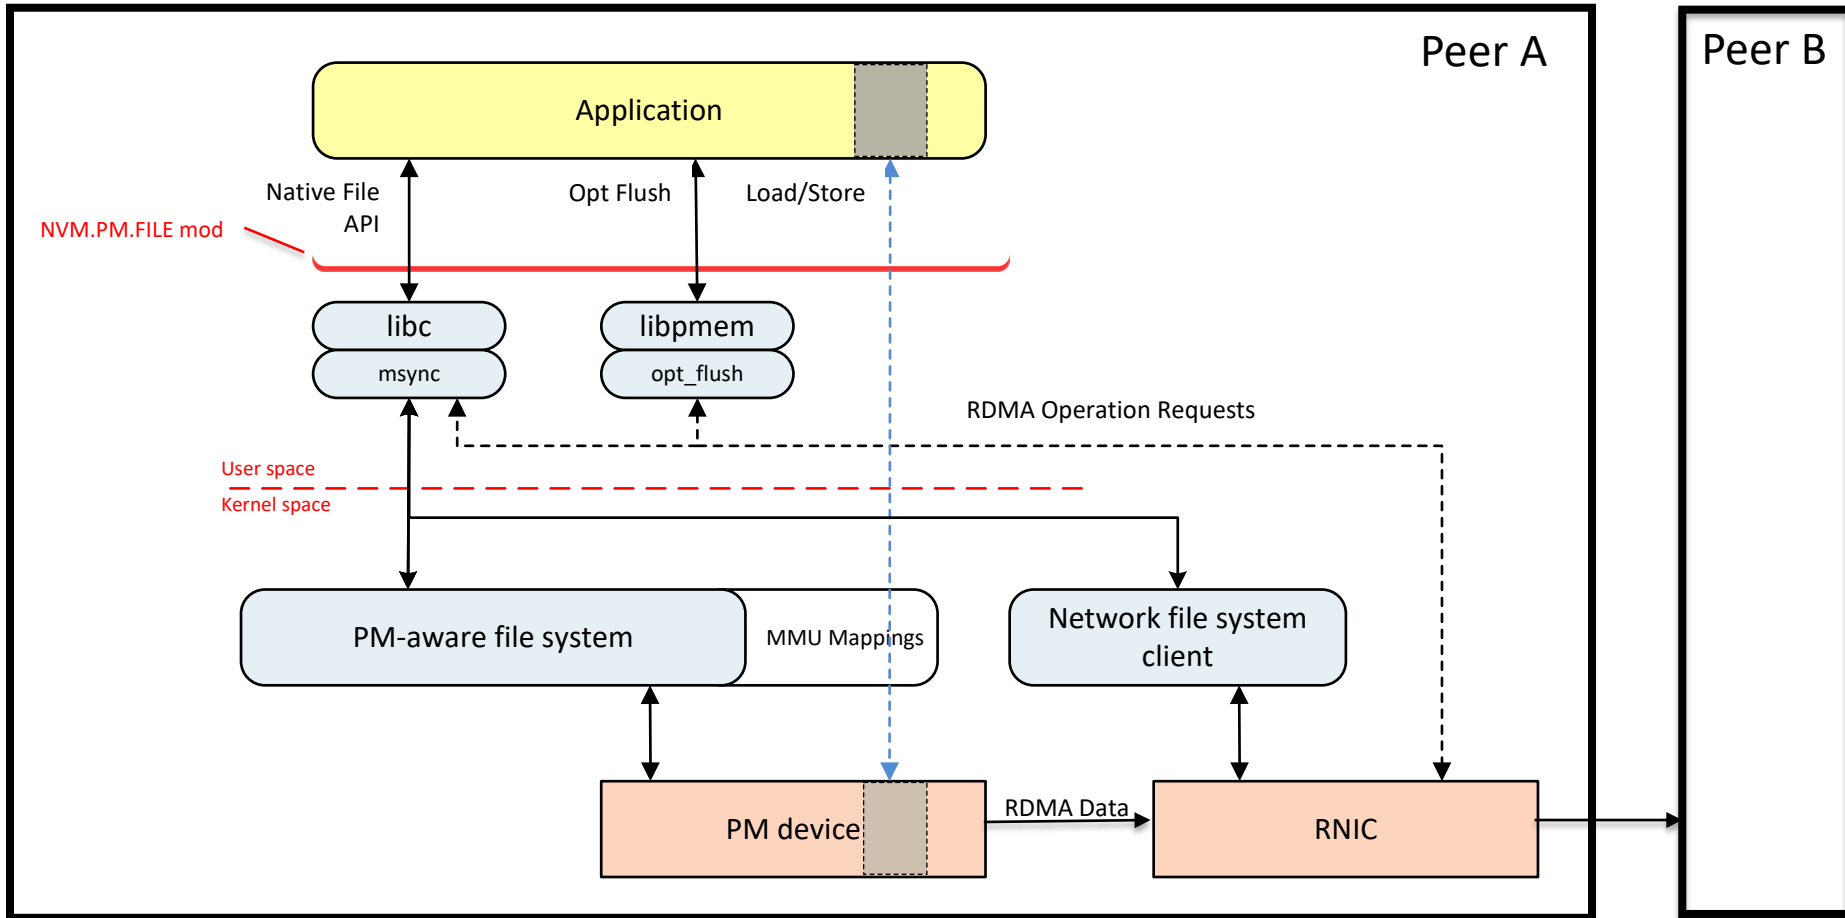 Peer A
Peer B
Application
Native File
API
Opt Flush
Load/Store
NVM.PM.FILE mod
libc
msync
libpmem
opt_flush
RDMA Operation Requests
User space
Kernel space
PM-aware file system
MMU Mappings
Network file system
client
PM device
RDMA Data
RNIC